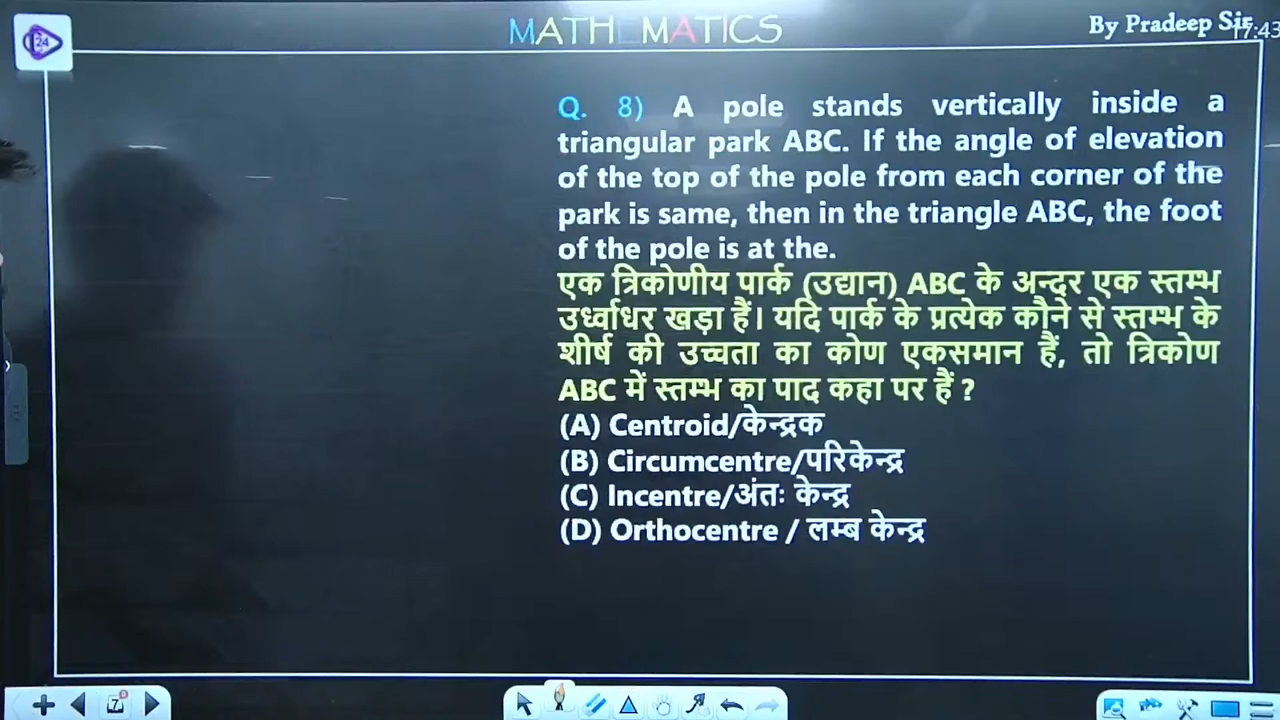 MATHEMATICS
By Pradeep Sir
17:43
24
Q. 8) A pole stands vertically inside a
triangular park ABC. If the angle of elevation
of the top of the pole from each corner of the
park is same, then in the triangle ABC, the foot
of the pole is at the.
एक त्रिकोणीय पार्क (उद्यान) ABC के अन्दर एक स्तम्भ
उर्ध्वाधर खड़ा हैं। यदि पार्क के प्रत्येक कौने से स्तम्भ के
शीर्ष की उच्चता का कोण एकसमान हैं, तो त्रिकोण
ABC में स्तम्भ का पाद कहा पर हैं ?
(A) Centroid/केन्द्रक
(B) Circumcentre/परिकेन्द्र
(C) Incentre/अंतः केन्द्र
(D) Orthocentre / लम्ब केन्द्र
7